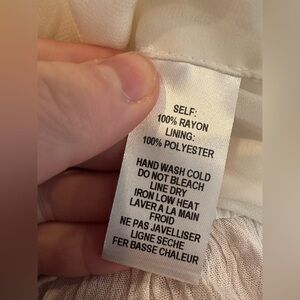 SELF:
100% RAYON
LINING:
100% POLYESTER
HAND WASH COLD
DO NOT BLEACH
LINE DRY
IRON LOW HEAT
LAVER A LA MAIN
FROID
NE PAS JAVELLISER
LIGNE SECHE
FER BASSE CHALEUR